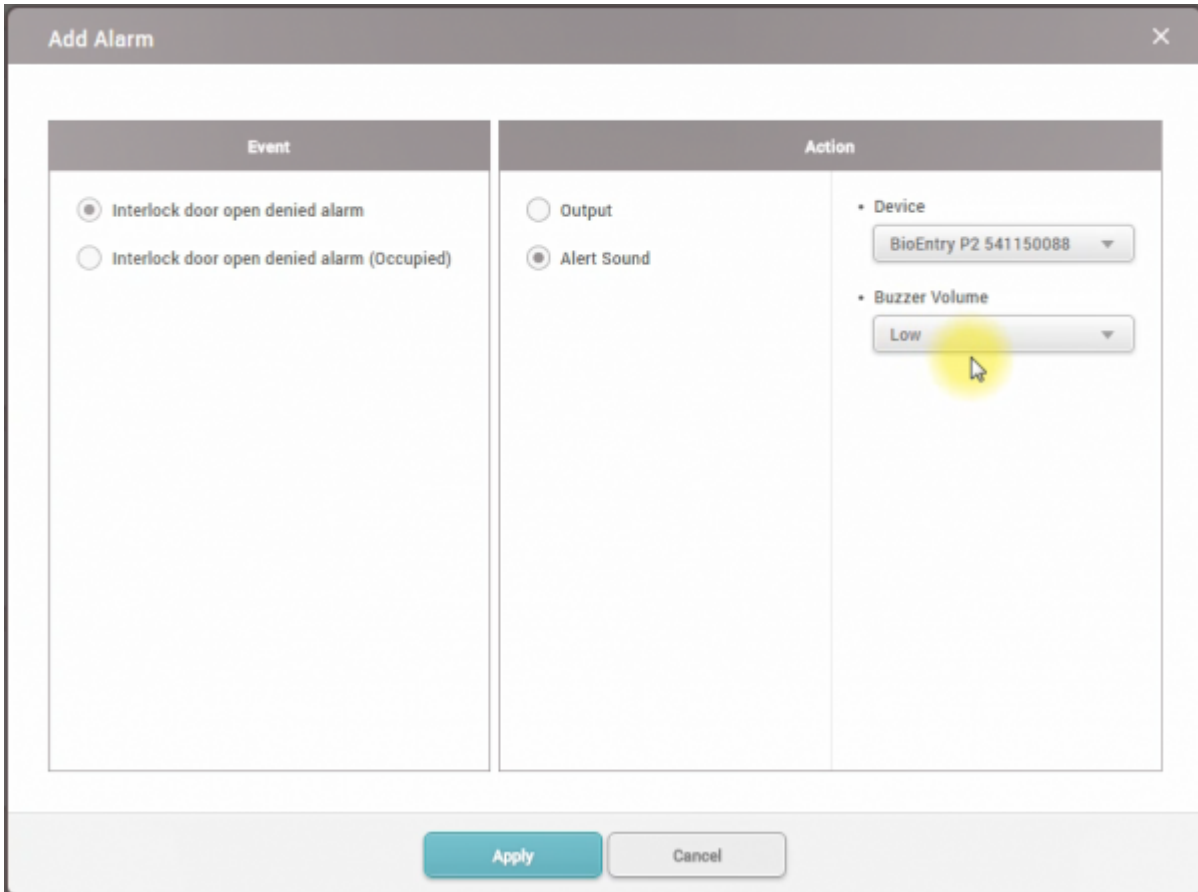 Add Alarm
Event
Interlock door open denied alarm
Interlock door open denied alarm (Occupied)
Action
Output
Alert Sound
• Device
BioEntry P2 541150088
• Buzzer Volume
Low
Apply
Cancel